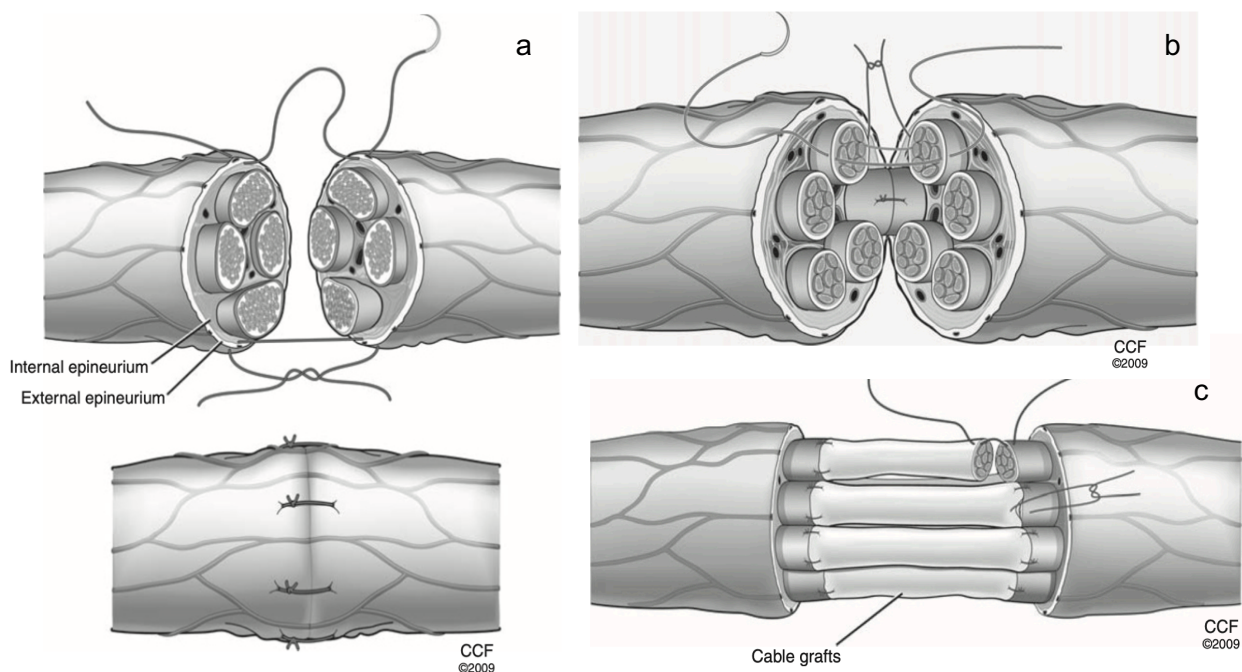 a
Internal epineurium
External epineurium
CCF
©2009
b
CCF
©2009
c
Cable grafts
CCF
©2009